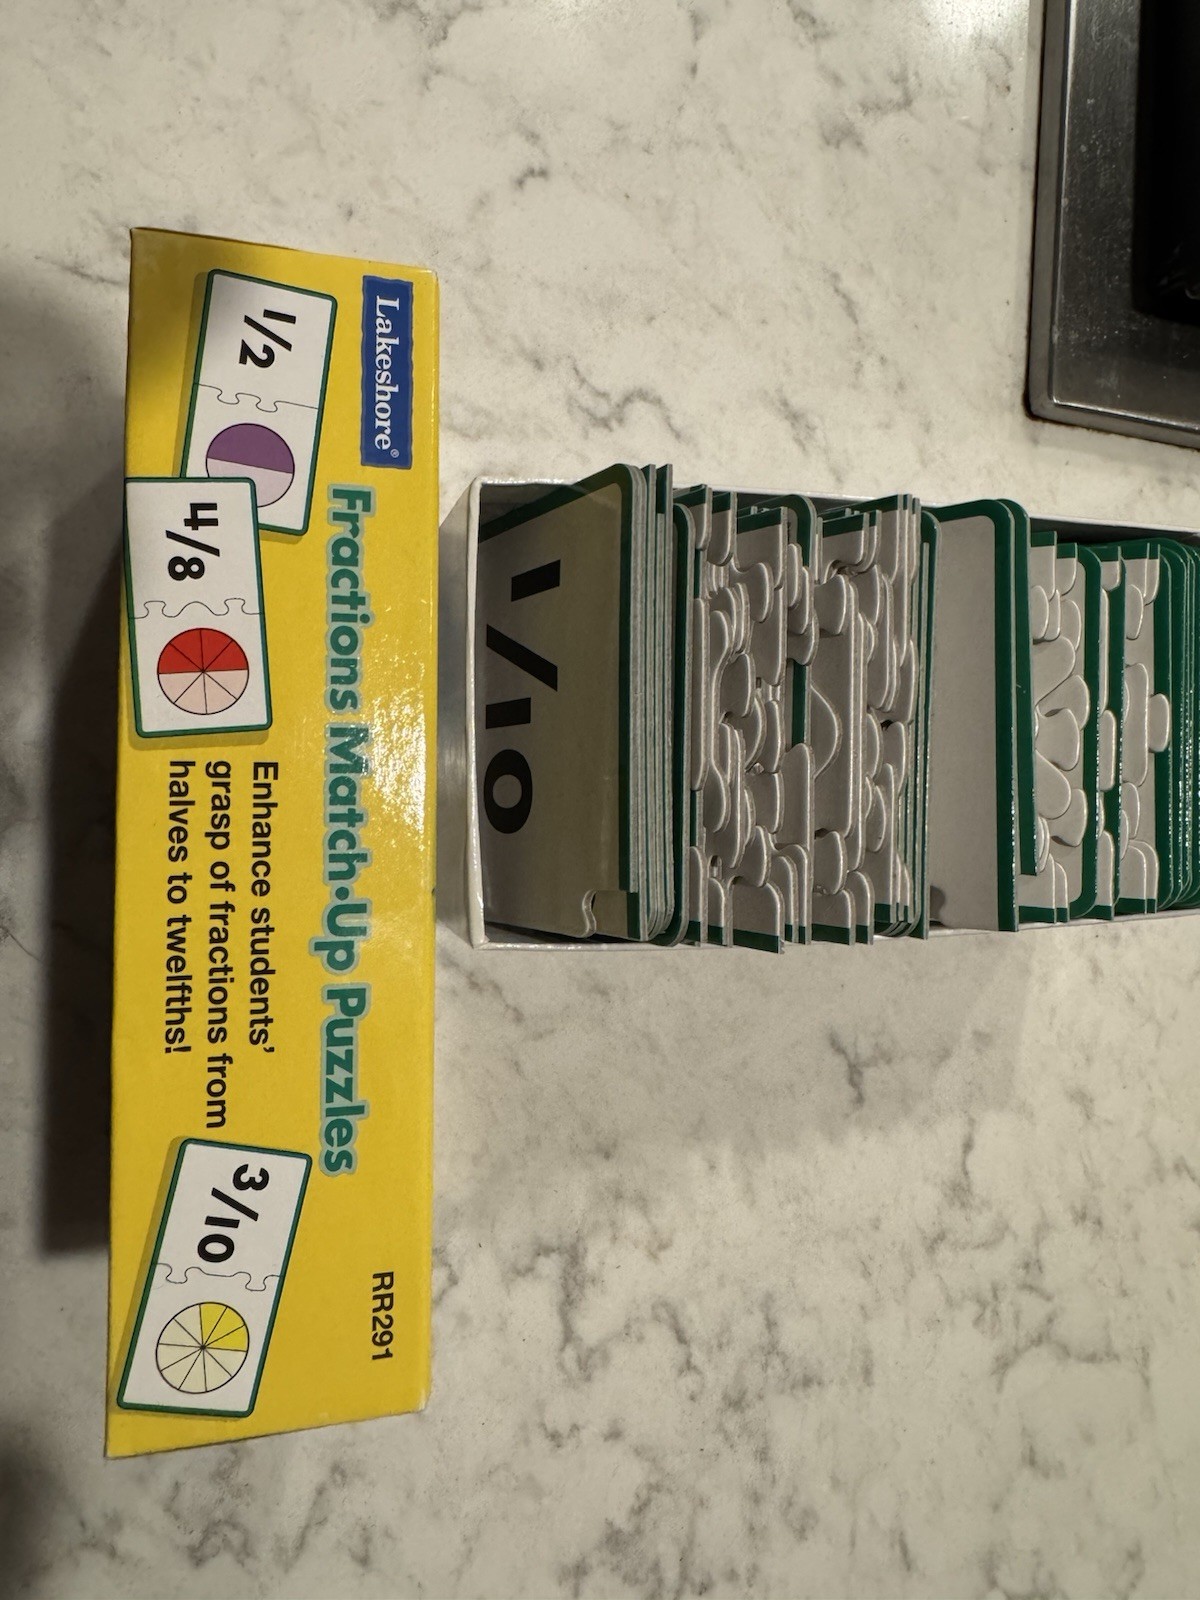 Lakeshore®
Fractions Match-Up Puzzles
RR291
1/2
4/8
Enhance students'
grasp of fractions from
halves to twelfths!
3/10
1/10